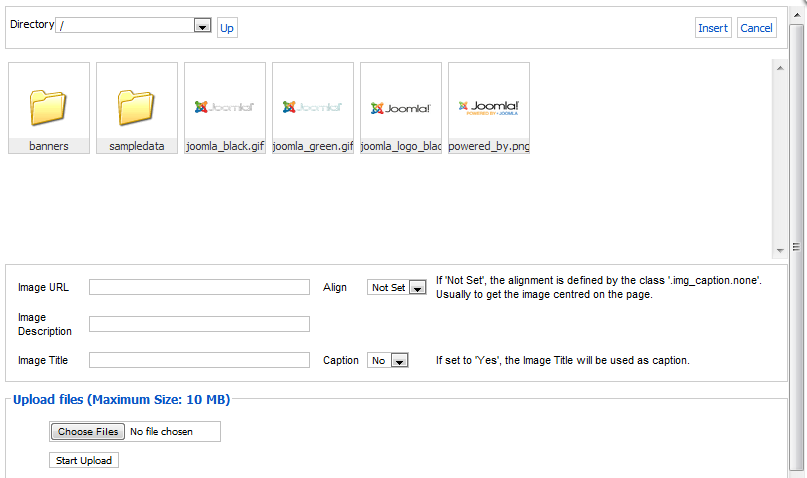 Directory / Up Insert Cancel
Joomla! Joomla! Joomla! Joomla!
POWERED BY JOOMLA
banners sampledata joomla_black.gif joomla_green.gif joomla_logo_blac powered_by.png
Image URL Align Not Set If 'Not Set', the alignment is defined by the class '.img_caption.none'.
Usually to get the image centred on the page.
Image
Description
Image Title Caption No If set to 'Yes', the Image Title will be used as caption.
Upload files (Maximum Size: 10 MB)
Choose Files No file chosen
Start Upload